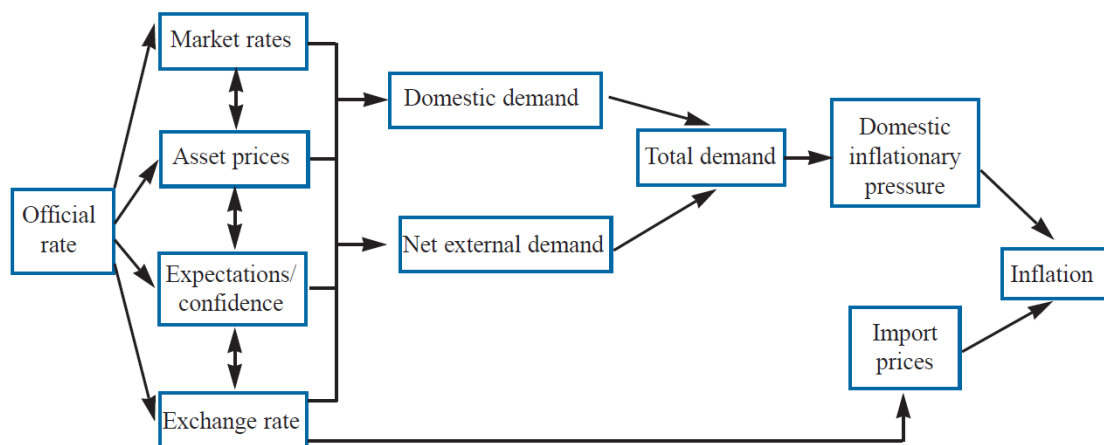 Market rates
Asset prices
Official
rate
Expectations/
confidence
Exchange rate
Domestic demand
Net external demand
Total demand
Domestic
inflationary
pressure
Import
prices
Inflation